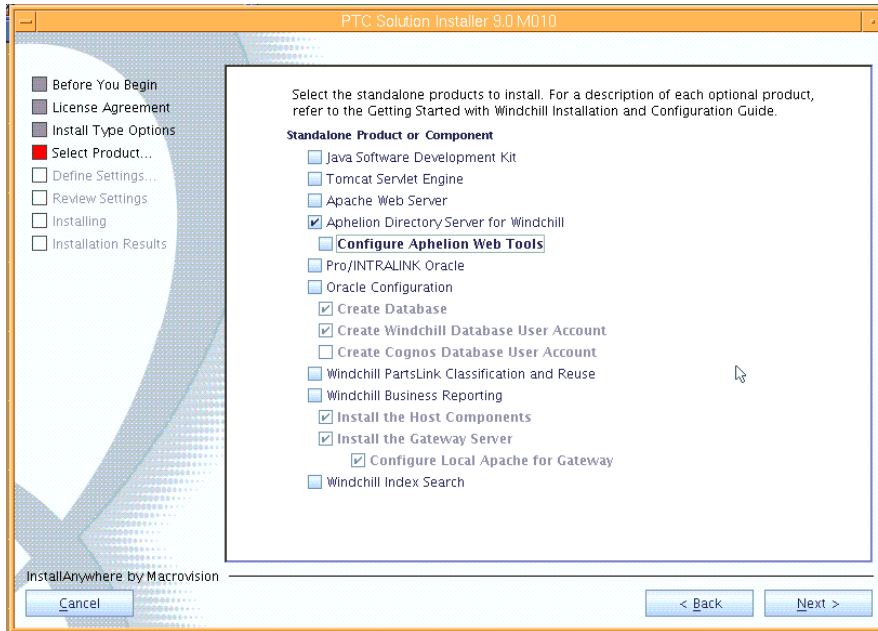 PTC Solution Installer 9.0 M010
Before You Begin
License Agreement
Install Type Options
Select Product...
Define Settings...
Review Settings
Installing
Installation Results
Select the standalone products to install. For a description of each optional product,
refer to the Getting Started with Windchill Installation and Configuration Guide.
Standalone Product or Component
Java Software Development Kit
Tomcat Servlet Engine
Apache Web Server
Aphelion Directory Server for Windchill
Configure Aphelion Web Tools
Pro/INTRALINK Oracle
Oracle Configuration
Create Database
Create Windchill Database User Account
Create Cognos Database User Account
Windchill PartsLink Classification and Reuse
Windchill Business Reporting
Install the Host Components
Install the Gateway Server
Configure Local Apache for Gateway
Windchill Index Search
InstallAnywhere by Macrovision
Cancel
< Back
Next >